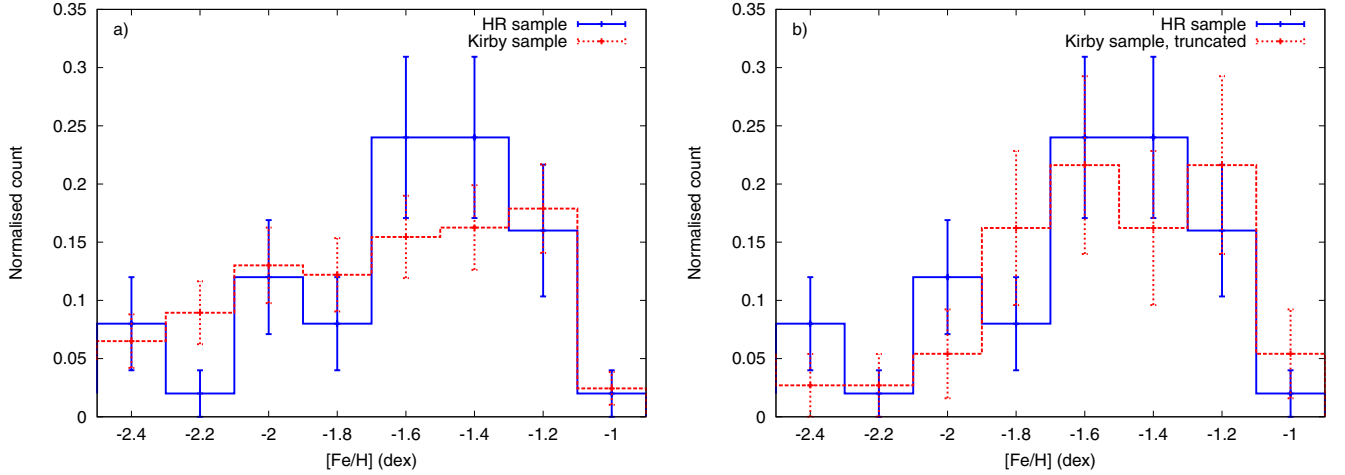 a)
HR sample
Kirby sample
Normalised count
0.35
0.3
0.25
0.2
0.15
0.1
0.05
0
-2.4 -2.2 -2 -1.8 -1.6 -1.4 -1.2 -1
[Fe/H] (dex)
b)
HR sample
Kirby sample, truncated
Normalised count
0.35
0.3
0.25
0.2
0.15
0.1
0.05
0
-2.4 -2.2 -2 -1.8 -1.6 -1.4 -1.2 -1
[Fe/H] (dex)